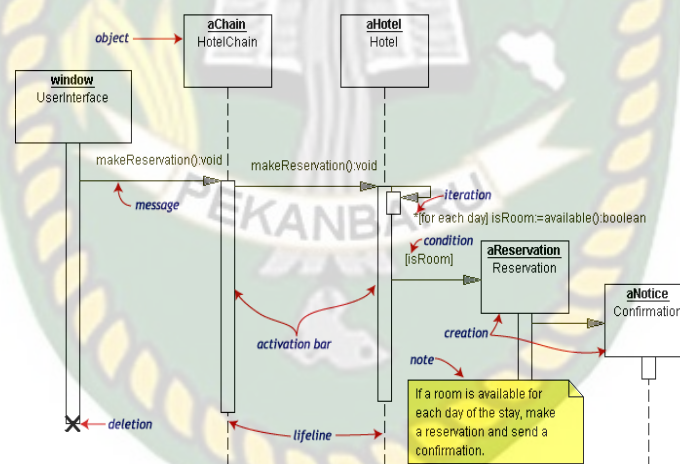 aChain
HotelChain
aHotel
Hotel
object
window
UserInterface
makeReservation():void
makeReservation():void
message
iteration
*[for each day] isRoom:=available():boolean
condition
[isRoom]
aReservation
Reservation
aNotice
Confirmation
creation
activation bar
note
If a room is available for
each day of the stay, make
a reservation and send a
confirmation.
deletion
lifeline
PEKANBARU